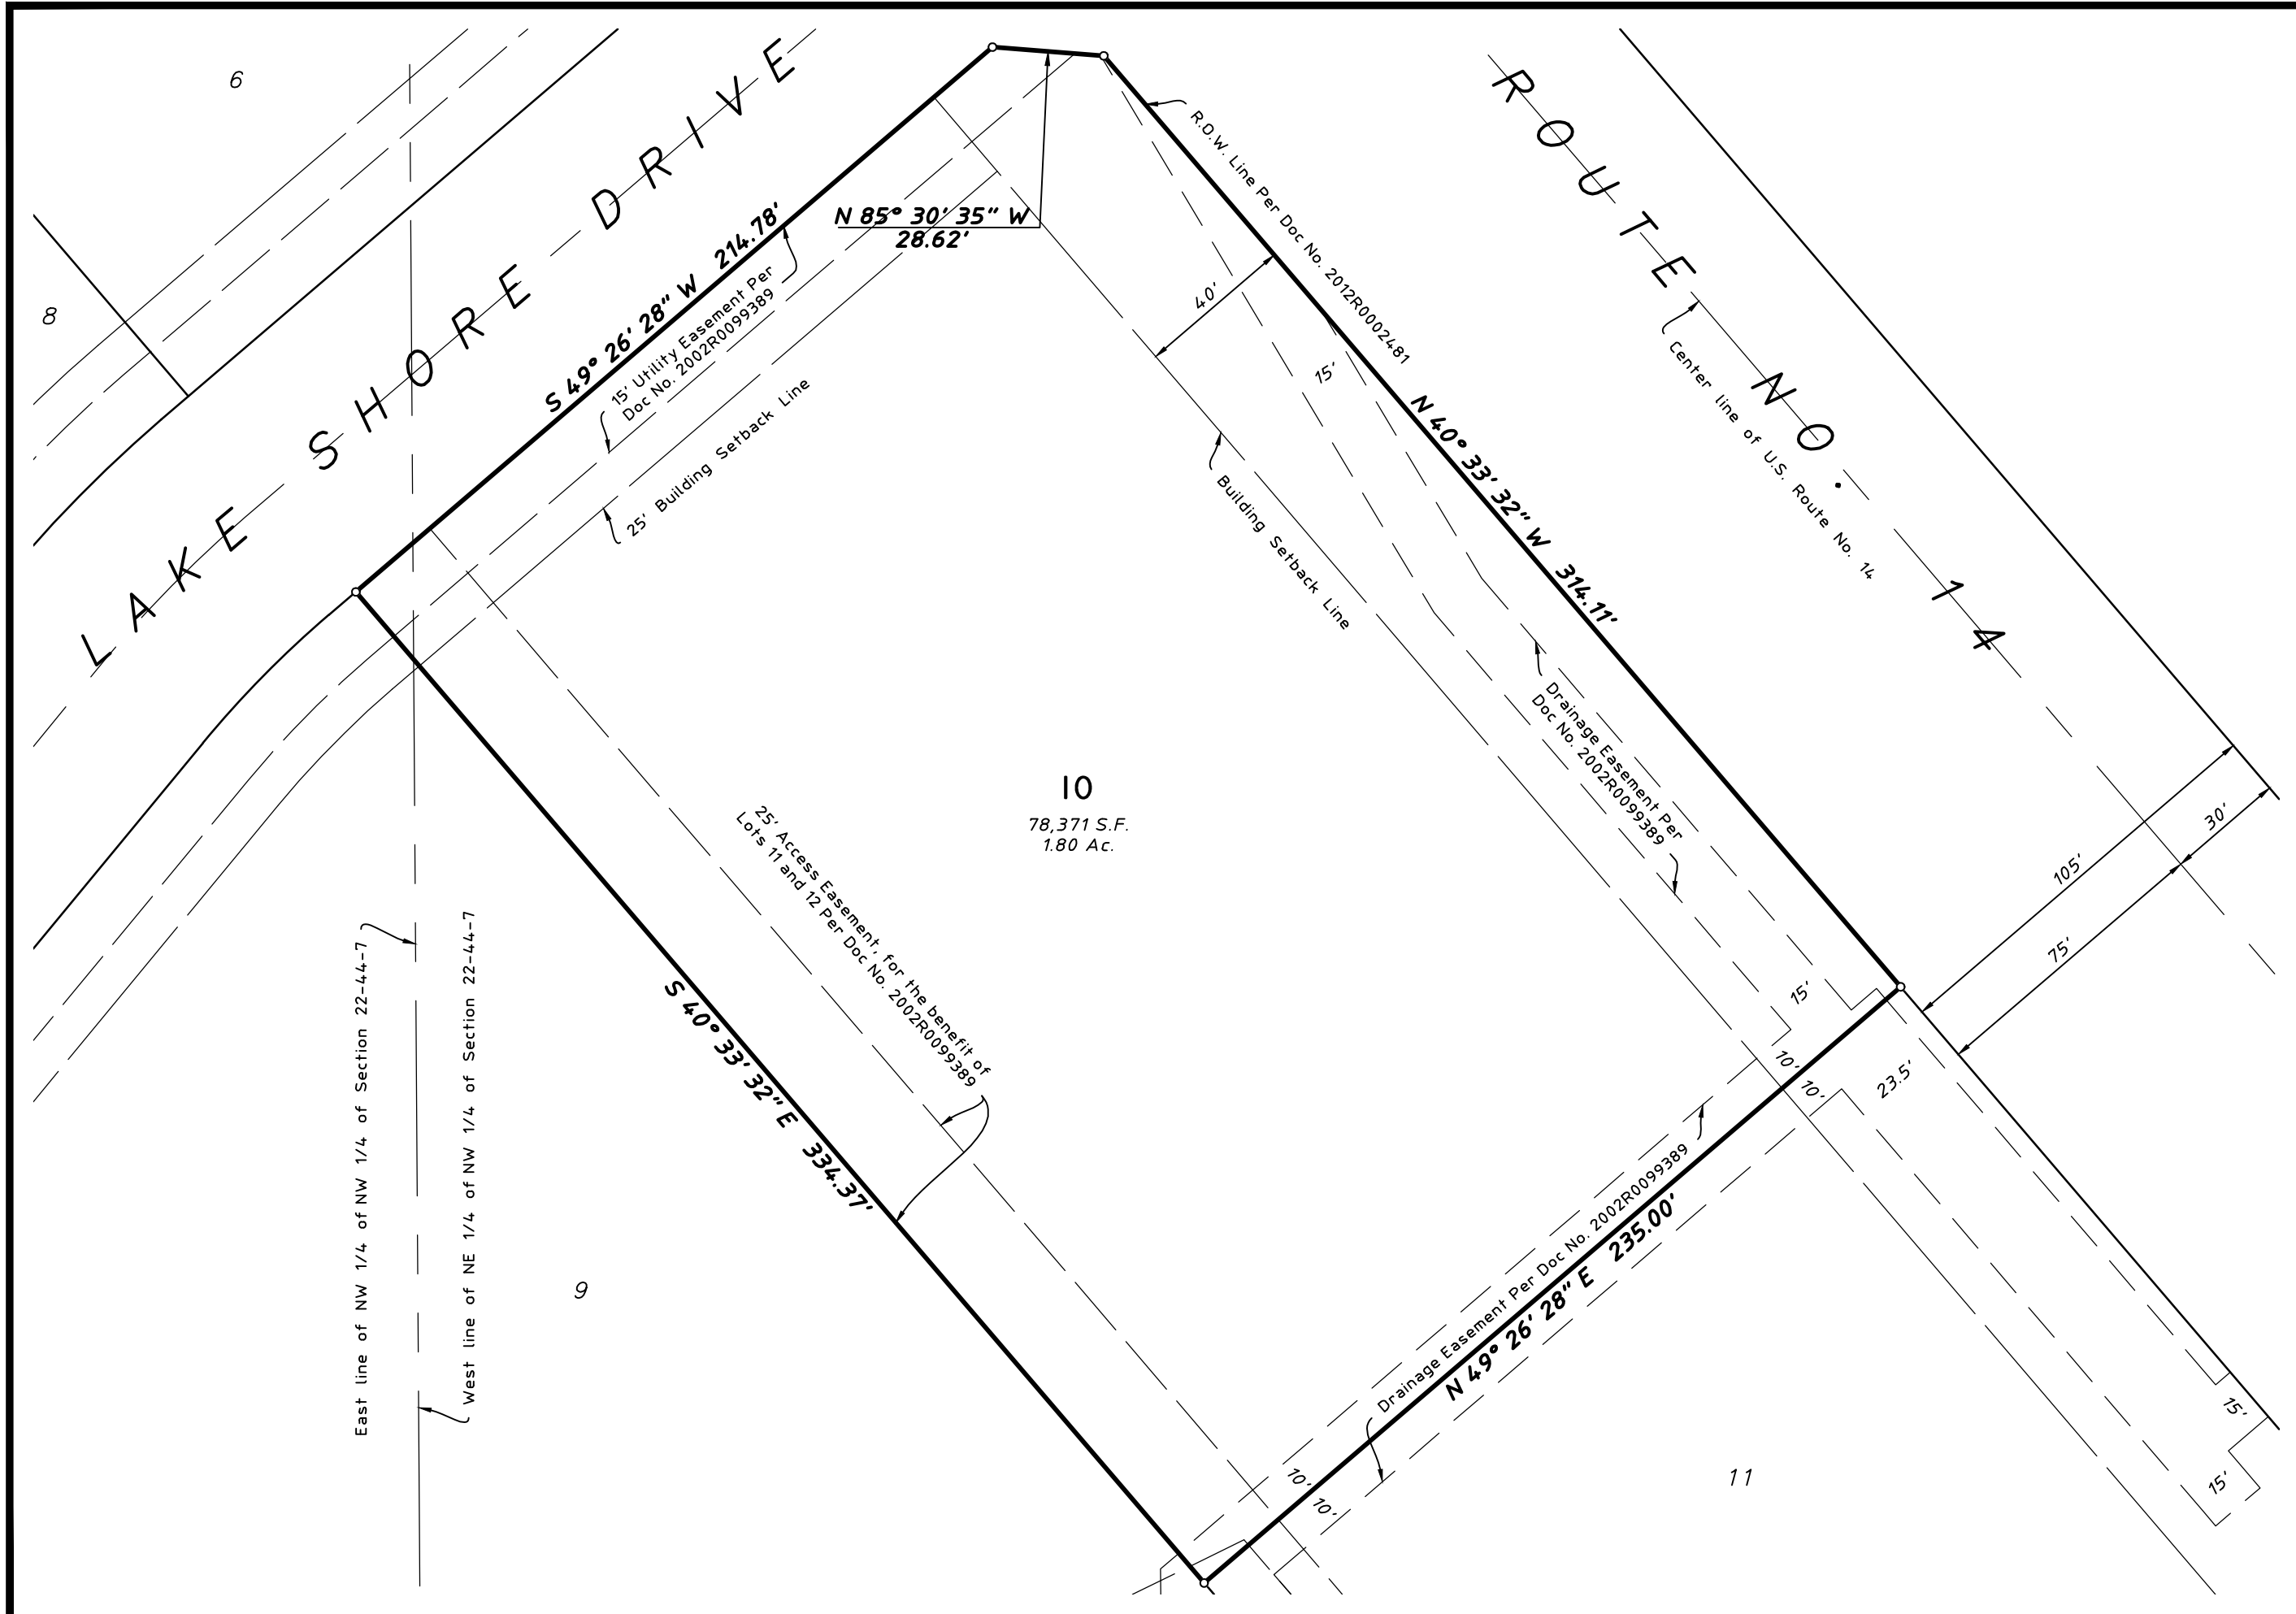 6
8
LAKE SHORE DRIVE
ROUTE NO. 14
N 85° 30' 35" W
28.62'
S 49° 26' 28" W 214.78'
15' Utility Easement Per
Doc No. 2002R0099389
25' Building Setback Line
R.O.W. Line Per Doc No. 2012R0002481
40'
15'
N 40° 33' 32" W 314.11'
Center line of U.S. Route No. 14
Building Setback Line
Drainage Easement Per
Doc No. 2002R0099389
10
78,371 S.F.
1.80 Ac.
25' Access Easement, for the benefit of
Lots 11 and 12 Per Doc No. 2002R0099389
S 40° 33' 32" E 334.37'
East line of NW 1/4 of NW 1/4 of Section 22-44-7
West line of NE 1/4 of NW 1/4 of Section 22-44-7
9
105'
30'
75'
15'
10'
10'
23.5'
Drainage Easement Per Doc No. 2002R0099389
N 49° 26' 28" E 235.00'
10'
10'
11
15'
15'